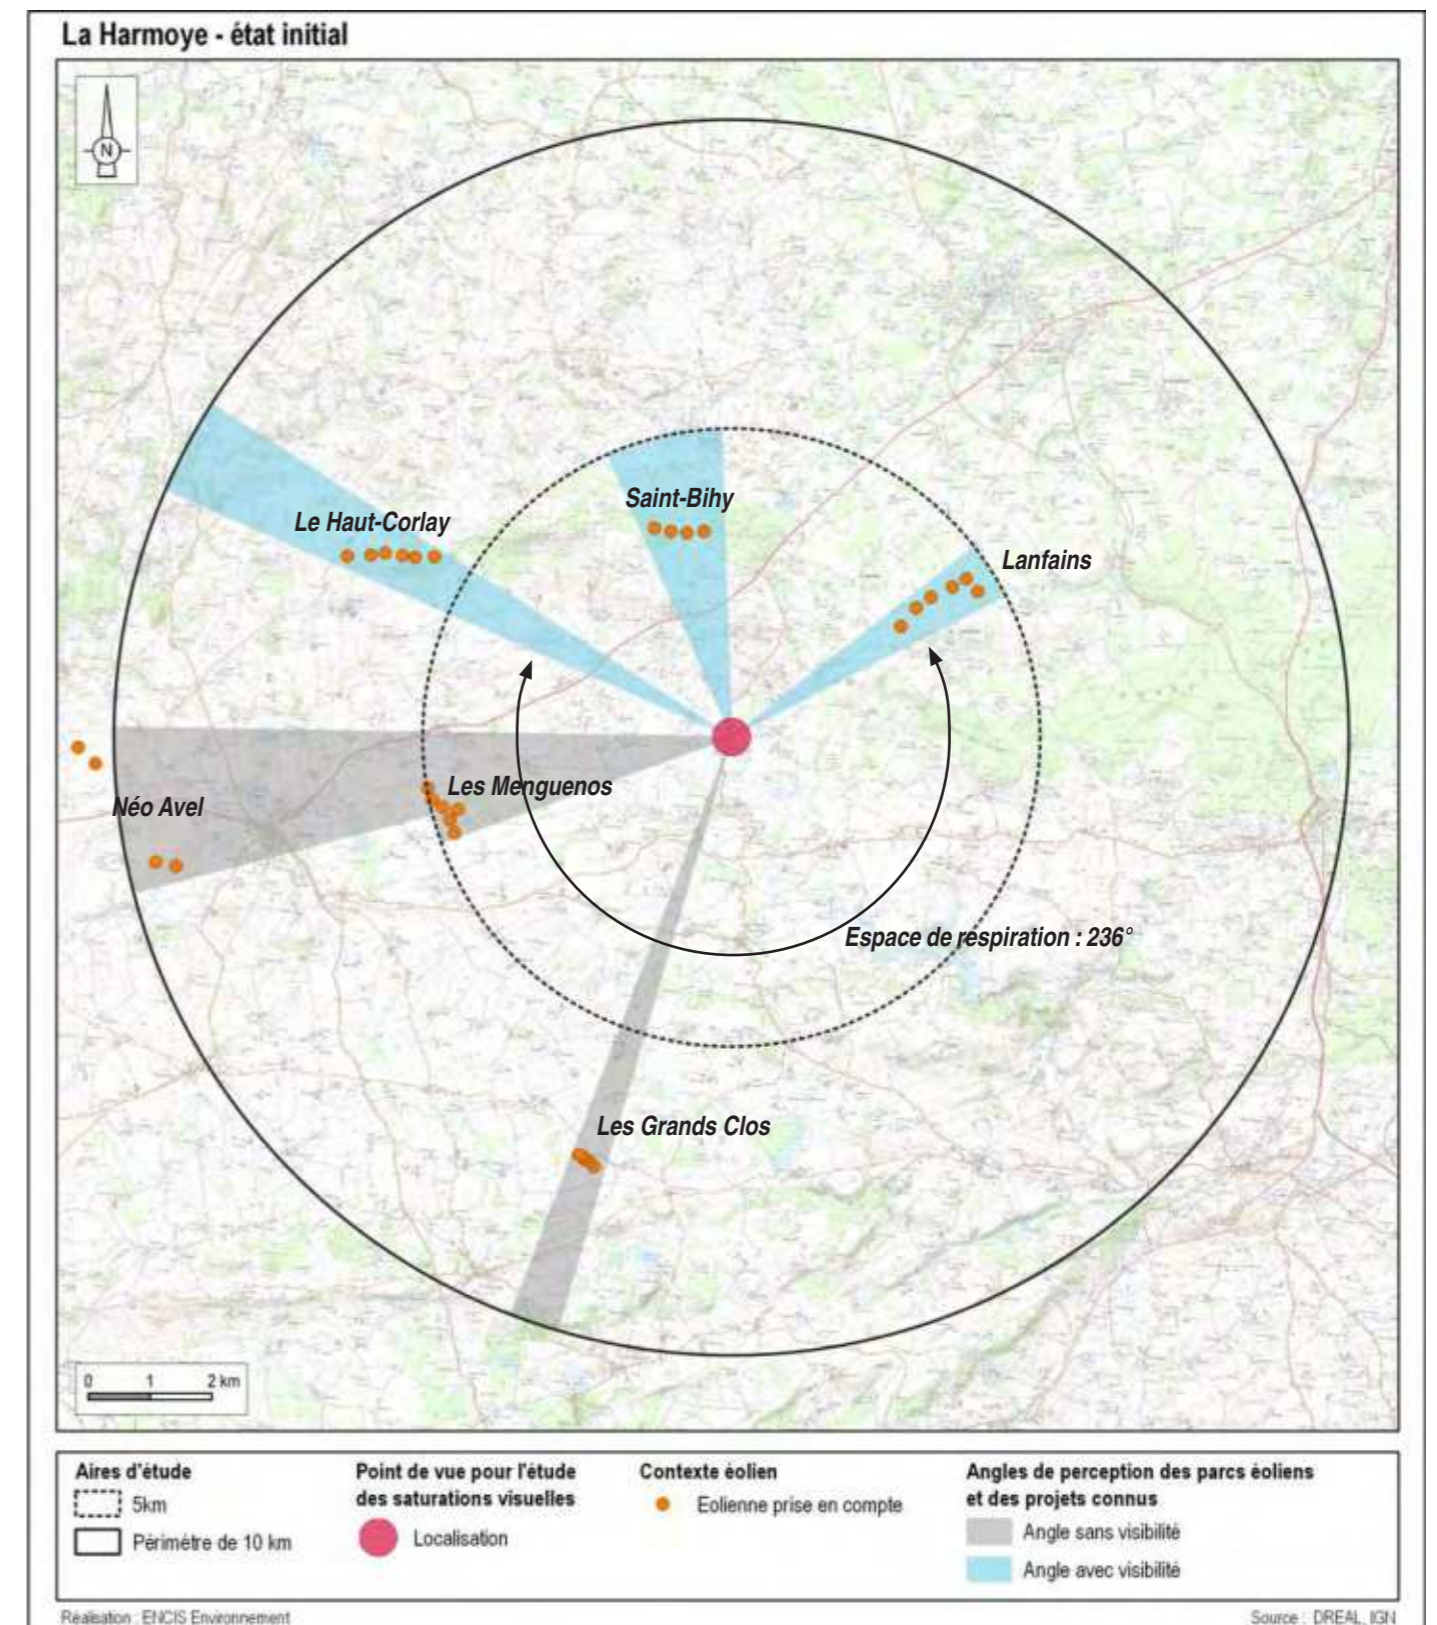 La Harmoye - état initial
N
Saint-Bihy
Le Haut-Corlay
Lanfains
Les Menguenos
Néo Avel
Espace de respiration : 236°
Les Grands Clos
0 1 2 km
Aires d'étude
5km
Périmètre de 10 km
Point de vue pour l'étude
des saturations visuelles
Localisation
Contexte éolien
Eolienne prise en compte
Angles de perception des parcs éoliens
et des projets connus
Angle sans visibilité
Angle avec visibilité
Réalisation : ENCIS Environnement
Source : DREAL, IGN